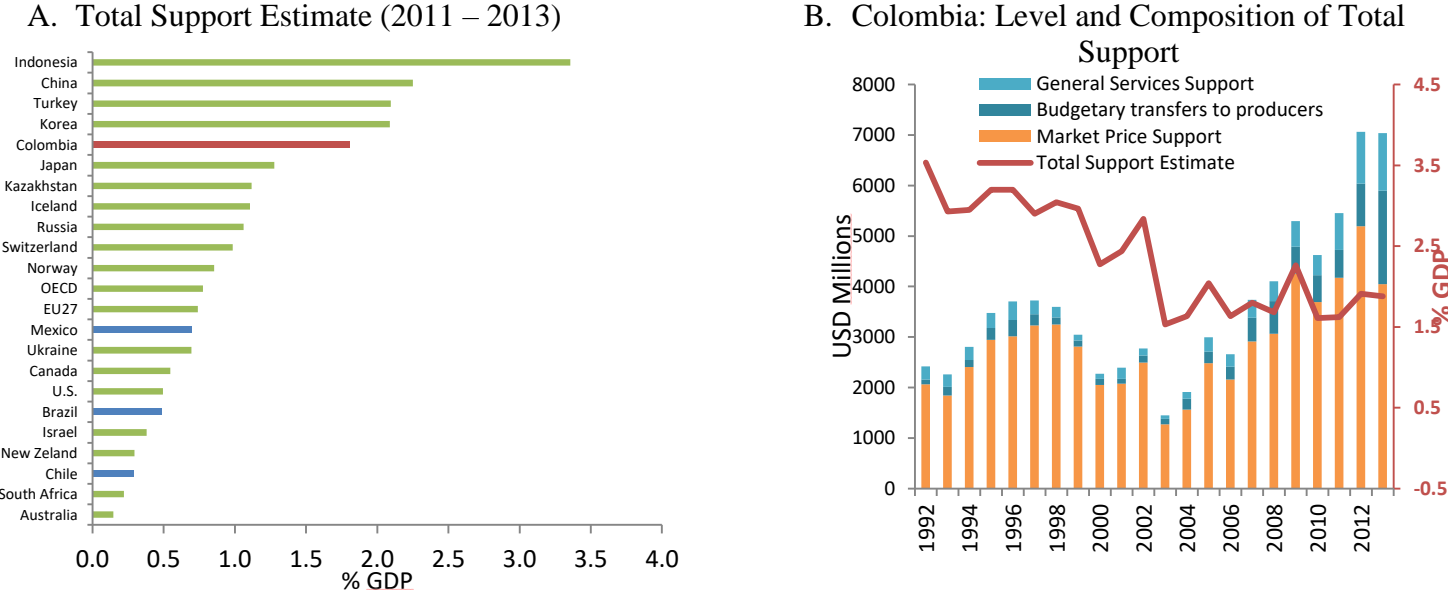 A. Total Support Estimate (2011 – 2013)
Indonesia
China
Turkey
Korea
Colombia
Japan
Kazakhstan
Iceland
Russia
Switzerland
Norway
OECD
EU27
Mexico
Ukraine
Canada
U.S.
Brazil
Israel
New Zeland
Chile
South Africa
Australia
0.0 0.5 1.0 1.5 2.0 2.5 3.0 3.5 4.0
% GDP
B. Colombia: Level and Composition of Total
Support
General Services Support
Budgetary transfers to producers
Market Price Support
Total Support Estimate
USD Millions
8000
7000
6000
5000
4000
3000
2000
1000
0
4.5
3.5
2.5
1.5
0.5
-0.5
% GDP
1992 1994 1996 1998 2000 2002 2004 2006 2008 2010 2012